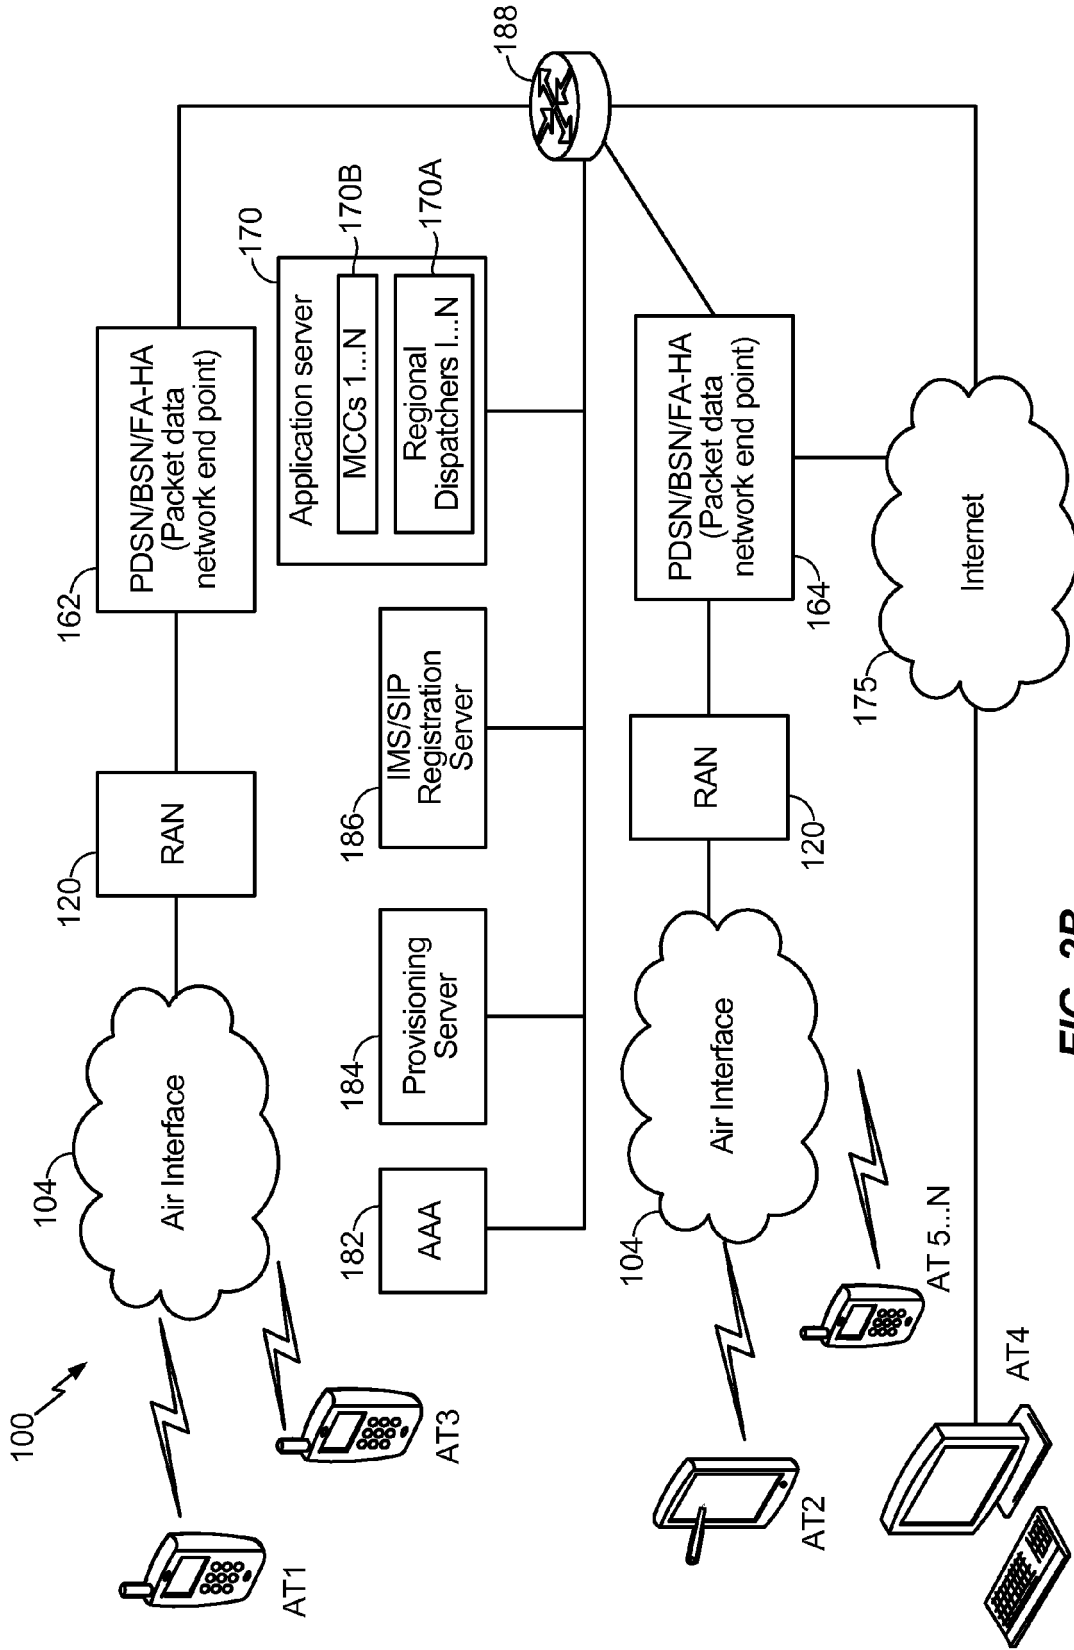 100
AT1
104
Air Interface
120
RAN
162
PDSN/BSN/FA-HA
(Packet data
network end point)
AT3
182
AAA
184
Provisioning
Server
186
IMS/SIP
Registration
Server
170
Application server
MCCs 1...N
170B
Regional
Dispatchers I...N
170A
188
AT2
104
Air Interface
120
RAN
164
PDSN/BSN/FA-HA
(Packet data
network end point)
AT 5...N
AT4
175
Internet
FIG.